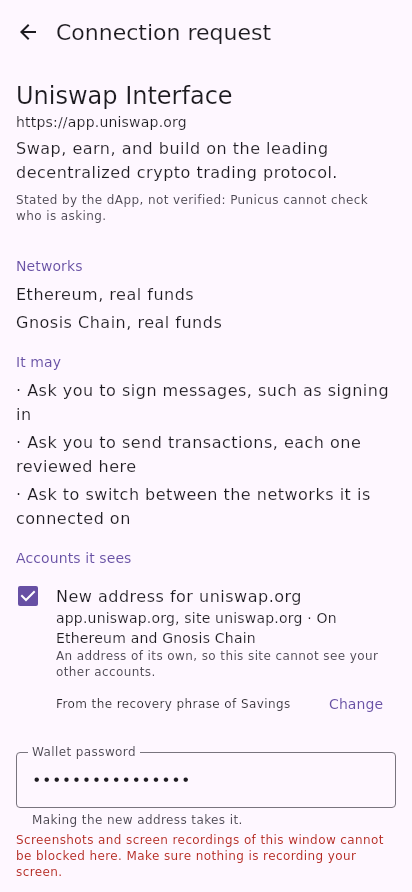 Connection request
Uniswap Interface
https://app.uniswap.org
Swap, earn, and build on the leading
decentralized crypto trading protocol.
Stated by the dApp, not verified: Punicus cannot check
who is asking.
Networks
Ethereum, real funds
Gnosis Chain, real funds
It may
· Ask you to sign messages, such as signing
in
· Ask you to send transactions, each one
reviewed here
· Ask to switch between the networks it is
connected on
Accounts it sees
New address for uniswap.org
app.uniswap.org, site uniswap.org · On
Ethereum and Gnosis Chain
An address of its own, so this site cannot see your
other accounts.
From the recovery phrase of Savings
Change
Wallet password
••••••••••••••••
Making the new address takes it.
Screenshots and screen recordings of this window cannot
be blocked here. Make sure nothing is recording your
screen.